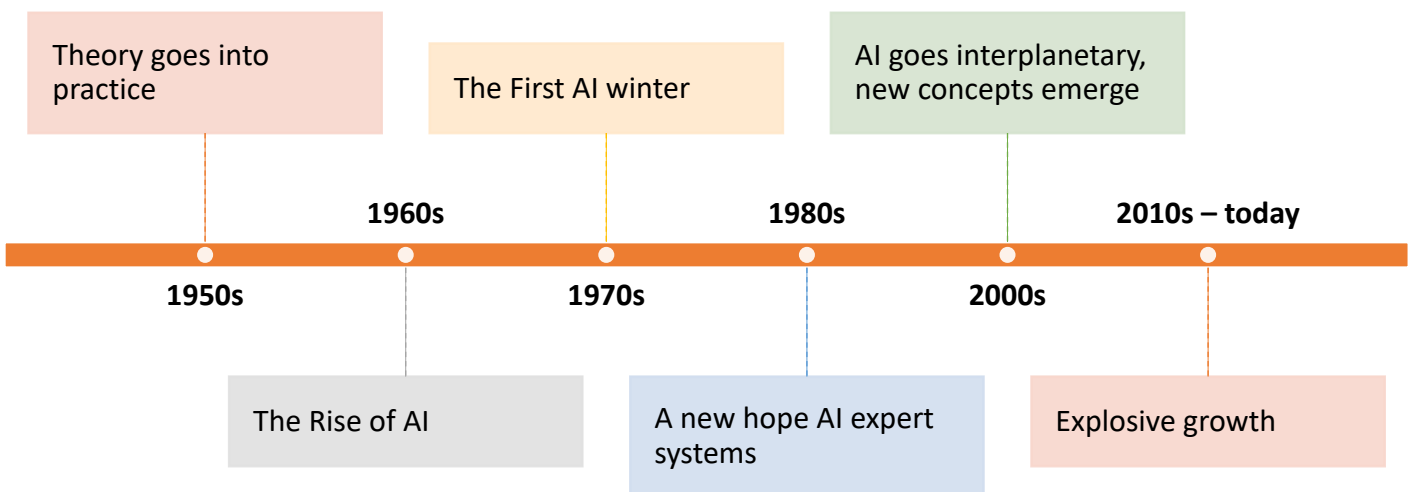 Theory goes into
practice
The First AI winter
AI goes interplanetary,
new concepts emerge
1960s
1980s
2010s – today
1950s
1970s
2000s
The Rise of AI
A new hope AI expert
systems
Explosive growth